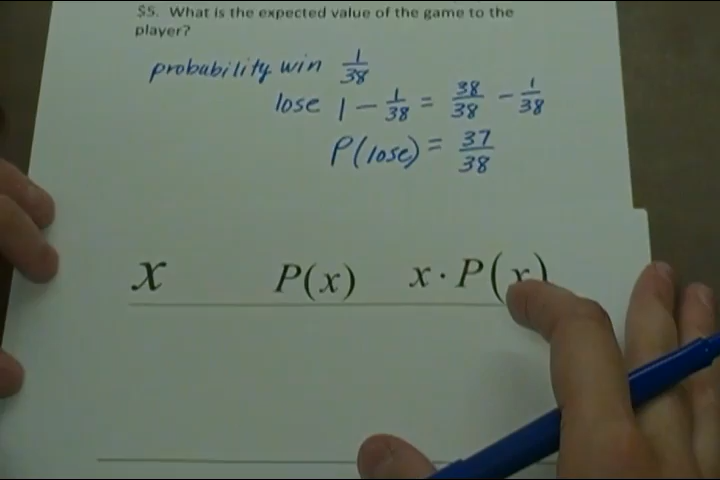 $5. What is the expected value of the game to the
player?
probability win 1/38
lose 1 - 1/38 = 38/38 - 1/38
P(lose) = 37/38
x P(x) x · P(x)